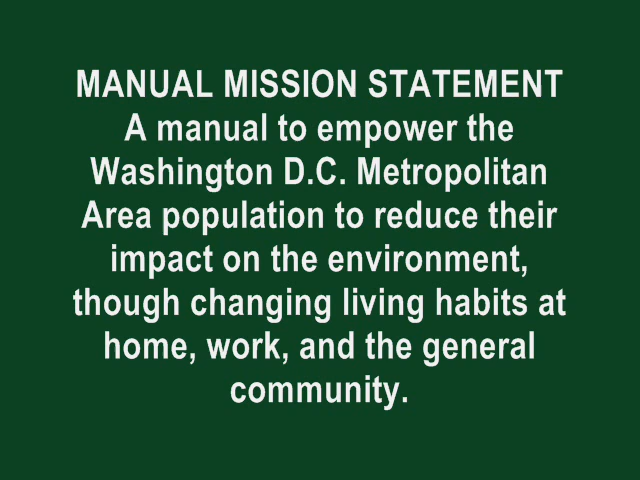 MANUAL MISSION STATEMENT
A manual to empower the
Washington D.C. Metropolitan
Area population to reduce their
impact on the environment,
though changing living habits at
home, work, and the general
community.